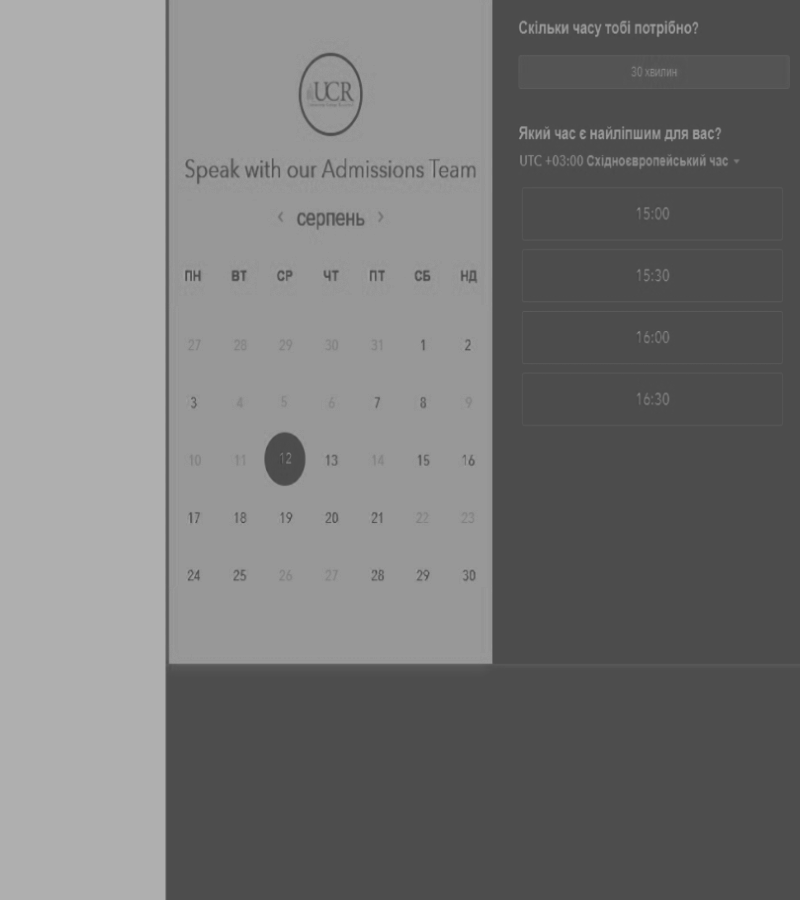 UCR
Speak with our Admissions Team
‹ серпень ›
ПН ВТ СР ЧТ ПТ СБ НД
27 28 29 30 31 1 2
3 4 5 6 7 8 9
10 11 12 13 14 15 16
17 18 19 20 21 22 23
24 25 26 27 28 29 30
Скільки часу тобі потрібно?
30 хвилин
Який час є найліпшим для вас?
UTC +03:00 Східноєвропейський час
15:00
15:30
16:00
16:30